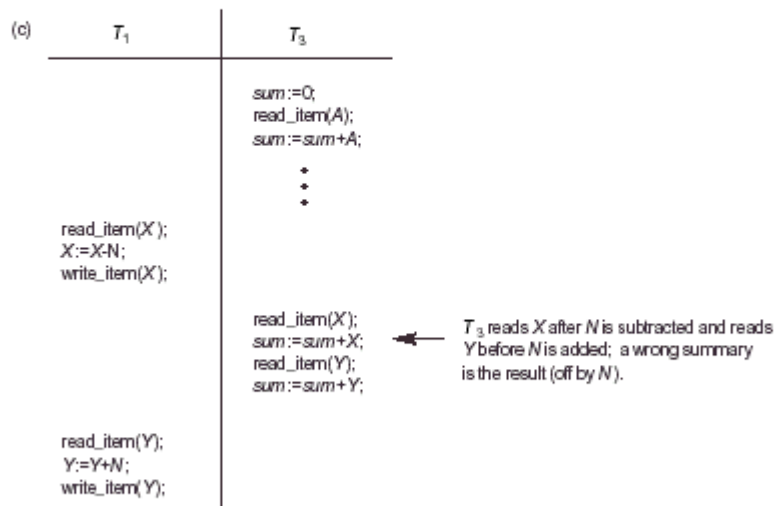 (c) T1 T3
sum:=0;
read_item(A);
sum:=sum+A;
read_item(X);
X:=X-N;
write_item(X);
read_item(X);
sum:=sum+X;
read_item(Y);
sum:=sum+Y;
T3 reads X after N is subtracted and reads
Y before N is added; a wrong summary
is the result (off by N).
read_item(Y);
Y:=Y+N;
write_item(Y);